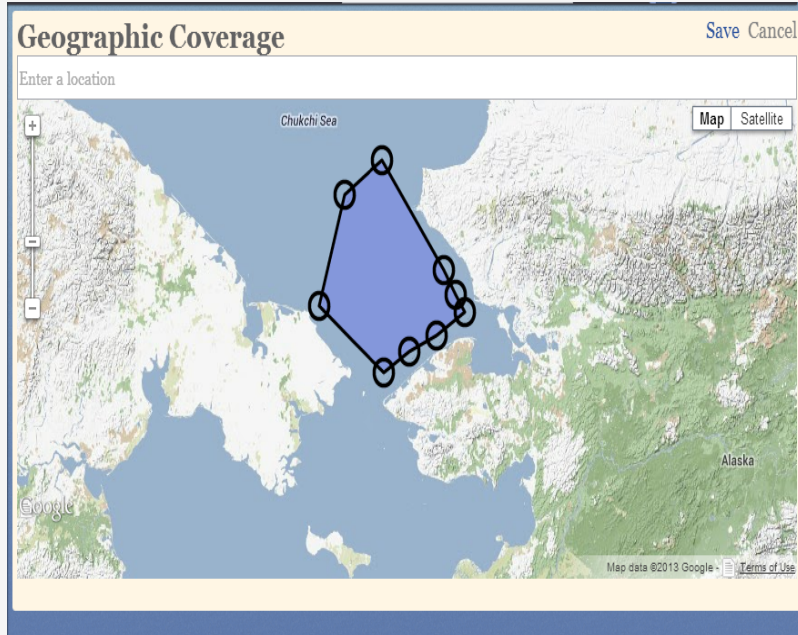 Geographic Coverage
Save Cancel
Enter a location
Chukchi Sea
Map Satellite
Alaska
Google
Map data ©2013 Google - Terms of Use